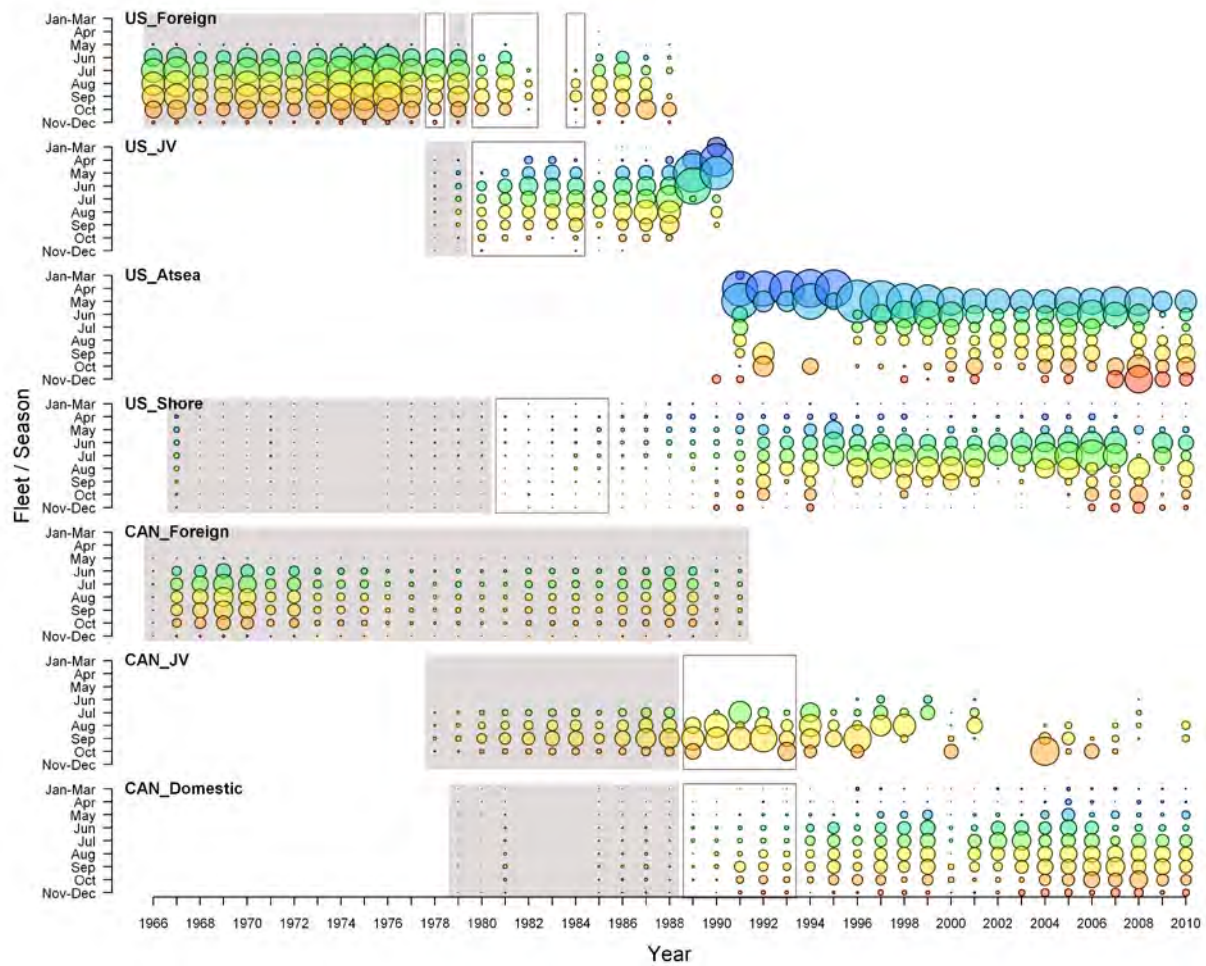 US_Foreign
Jan-Mar
Apr
May
Jun
Jul
Aug
Sep
Oct
Nov-Dec
US_JV
Jan-Mar
Apr
May
Jun
Jul
Aug
Sep
Oct
Nov-Dec
US_Atsea
Jan-Mar
Apr
May
Jun
Jul
Aug
Sep
Oct
Nov-Dec
US_Shore
Jan-Mar
Apr
May
Jun
Jul
Aug
Sep
Oct
Nov-Dec
CAN_Foreign
Jan-Mar
Apr
May
Jun
Jul
Aug
Sep
Oct
Nov-Dec
CAN_JV
Jan-Mar
Apr
May
Jun
Jul
Aug
Sep
Oct
Nov-Dec
CAN_Domestic
Jan-Mar
Apr
May
Jun
Jul
Aug
Sep
Oct
Nov-Dec
Fleet / Season
1966 1968 1970 1972 1974 1976 1978 1980 1982 1984 1986 1988 1990 1992 1994 1996 1998 2000 2002 2004 2006 2008 2010
Year